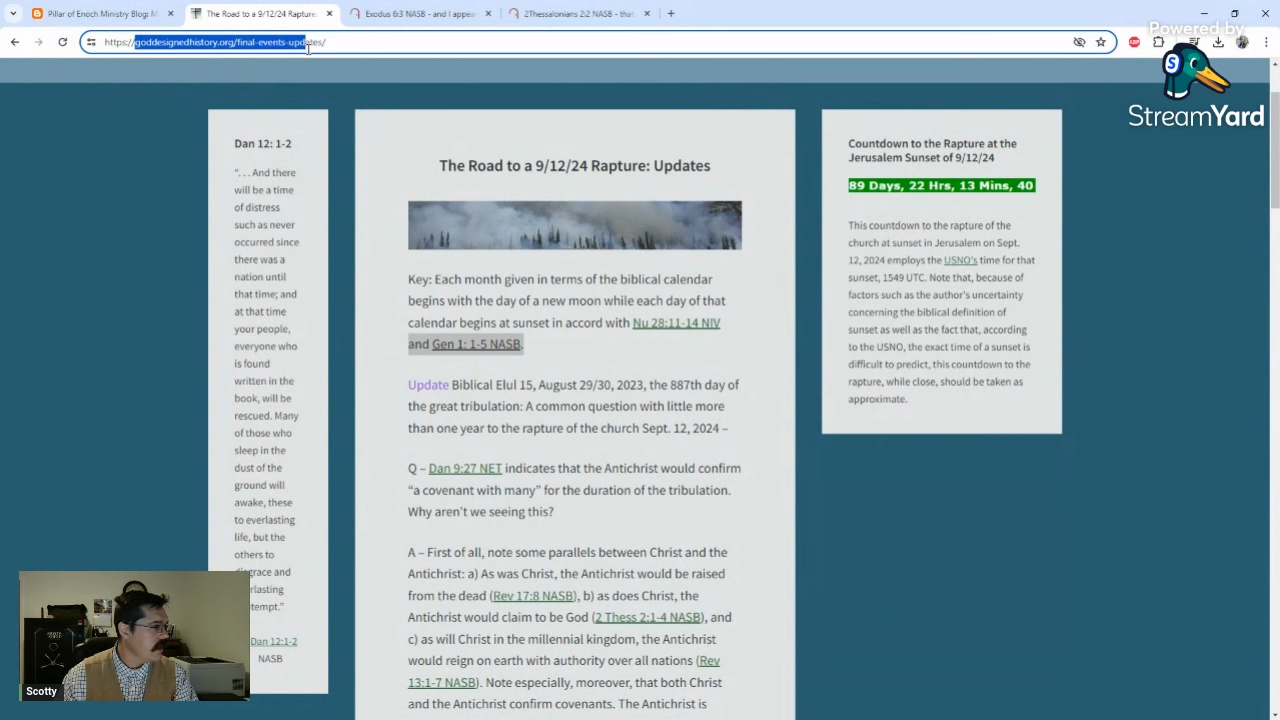 Pillar of Enoch Ministry Blog: M
The Road to a 9/12/24 Rapture:
Exodus 6:3 NASB - and I appea
2Thessalonians 2:2 NASB - that
https://goddesignedhistory.org/final-events-updates/
Powered by
StreamYard
Dan 12: 1-2
“. . . And there
will be a time
of distress
such as never
occurred since
there was a
nation until
that time; and
at that time
your people,
everyone who
is found
written in the
book, will be
rescued. Many
of those who
sleep in the
dust of the
ground will
awake, these
to everlasting
life, but the
others to
disgrace and
erlasting
tempt.”
Dan 12:1-2
NASB
The Road to a 9/12/24 Rapture: Updates
Key: Each month given in terms of the biblical calendar
begins with the day of a new moon while each day of that
calendar begins at sunset in accord with Nu 28:11-14 NIV
and Gen 1: 1-5 NASB.
Update Biblical Elul 15, August 29/30, 2023, the 887th day of
the great tribulation: A common question with little more
than one year to the rapture of the church Sept. 12, 2024 –
Q – Dan 9:27 NET indicates that the Antichrist would confirm
“a covenant with many” for the duration of the tribulation.
Why aren’t we seeing this?
A – First of all, note some parallels between Christ and the
Antichrist: a) As was Christ, the Antichrist would be raised
from the dead (Rev 17:8 NASB), b) as does Christ, the
Antichrist would claim to be God (2 Thess 2:1-4 NASB), and
c) as will Christ in the millennial kingdom, the Antichrist
would reign on earth with authority over all nations (Rev
13:1-7 NASB). Note especially, moreover, that both Christ
and the Antichrist confirm covenants. The Antichrist is
Countdown to the Rapture at the
Jerusalem Sunset of 9/12/24
89 Days, 22 Hrs, 13 Mins, 40
This countdown to the rapture of the
church at sunset in Jerusalem on Sept.
12, 2024 employs the USNO's time for that
sunset, 1549 UTC. Note that, because of
factors such as the author's uncertainty
concerning the biblical definition of
sunset as well as the fact that, according
to the USNO, the exact time of a sunset is
difficult to predict, this countdown to the
rapture, while close, should be taken as
approximate.
Scotty